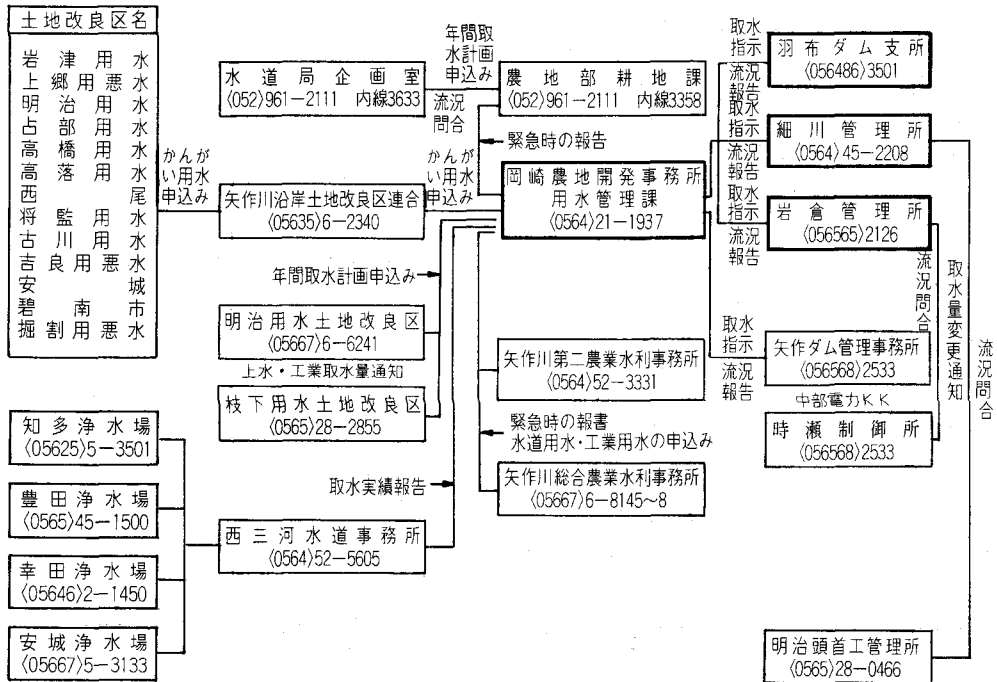 土地改良区名
岩津用水
上郷用悪水
明治用水
占部用水
高橋用水
高落用水
西尾
将監用水
古川用水
吉良用悪水
安城
碧南市
掘割用悪水
かんが
い用水
申込み
水道局企画室
〈052〉961-2111 内線3633
年間取
水計画
申込み
流況
問合
農地部耕地課
〈052〉961-2111 内線3358
緊急時の報告
矢作川沿岸土地改良区連合
〈05635〉6-2340
かんが
い用水
申込み
岡崎農地開発事務所
用水管理課
〈0564〉21-1937
取水
指示
流況
報告
羽布ダム支所
〈056486〉3501
取水
指示
流況
報告
細川管理所
〈0564〉45-2208
取水
指示
流況
報告
岩倉管理所
〈056565〉2126
流況問合
取水量変更通知
流況問合
年間取水計画申込み
明治用水土地改良区
〈05667〉6-6241
上水・工業取水量通知
枝下用水土地改良区
〈0565〉28-2855
矢作川第二農業水利事務所
〈0564〉52-3331
緊急時の報書
水道用水・工業用水の申込み
矢作川総合農業水利事務所
〈05667〉6-8145~8
取水
指示
流況
報告
矢作ダム管理事務所
〈056568〉2533
中部電力KK
時瀬制御所
〈056568〉2533
知多浄水場
〈05625〉5-3501
豊田浄水場
〈0565〉45-1500
幸田浄水場
〈05646〉2-1450
安城浄水場
〈05667〉5-3133
取水実績報告
西三河水道事務所
〈0564〉52-5605
明治頭首工管理所
〈0565〉28-0466